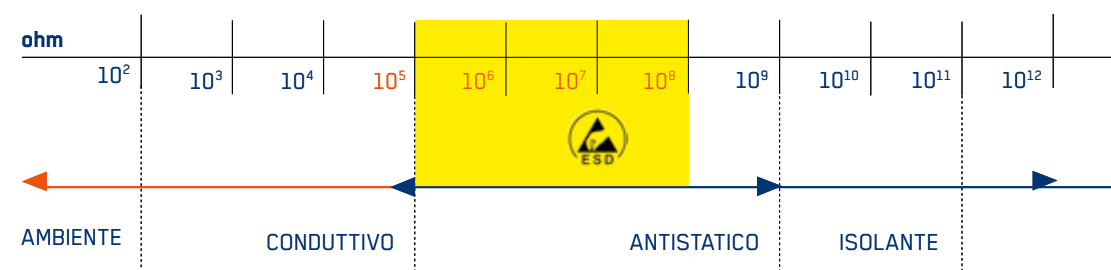 ohm
10² 10³ 10⁴ 10⁵ 10⁶ 10⁷ 10⁸ 10⁹ 10¹⁰ 10¹¹ 10¹²
ESD
AMBIENTE CONDUTTIVO ANTISTATICO ISOLANTE